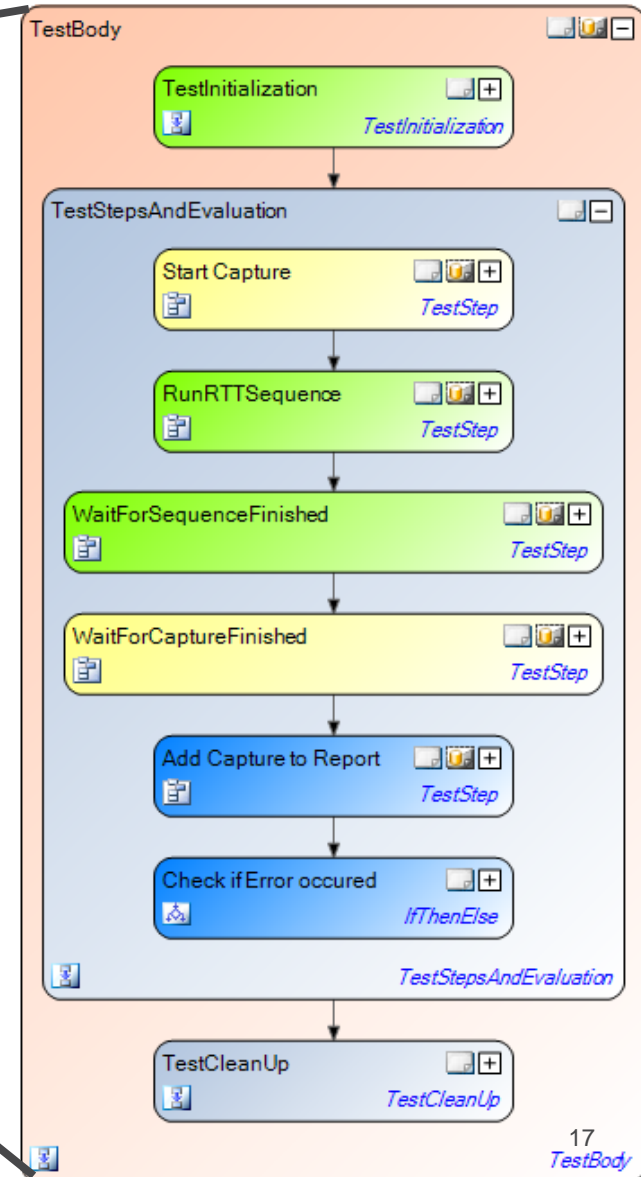 TestBody
TestInitialization
TestInitialization
TestStepsAndEvaluation
Start Capture
TestStep
RunRTTSequence
TestStep
WaitForSequenceFinished
TestStep
WaitForCaptureFinished
TestStep
Add Capture to Report
TestStep
Check if Error occured
IfThenElse
TestStepsAndEvaluation
TestCleanUp
TestCleanUp
17
TestBody